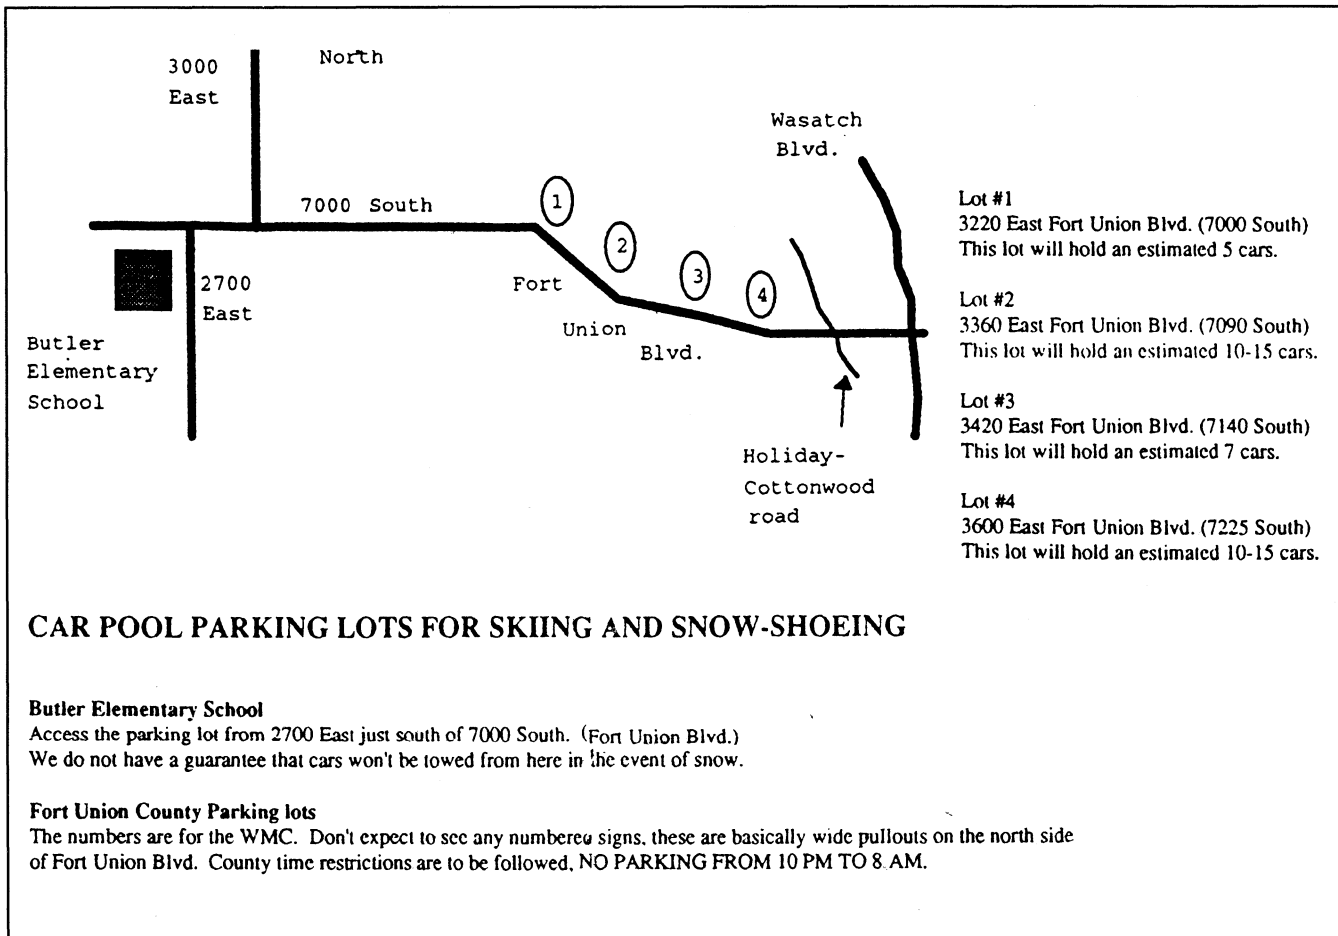 3000
East
North
Wasatch
Blvd.
7000 South
1
2
3
4
2700
East
Fort
Union
Blvd.
Butler
Elementary
School
Holiday-
Cottonwood
road
Lot #1
3220 East Fort Union Blvd. (7000 South)
This lot will hold an estimated 5 cars.
Lot #2
3360 East Fort Union Blvd. (7090 South)
This lot will hold an estimated 10-15 cars.
Lot #3
3420 East Fort Union Blvd. (7140 South)
This lot will hold an estimated 7 cars.
Lot #4
3600 East Fort Union Blvd. (7225 South)
This lot will hold an estimated 10-15 cars.
CAR POOL PARKING LOTS FOR SKIING AND SNOW-SHOEING
Butler Elementary School
Access the parking lot from 2700 East just south of 7000 South. (Fort Union Blvd.)
We do not have a guarantee that cars won't be towed from here in the event of snow.
Fort Union County Parking lots
The numbers are for the WMC. Don't expect to see any numbered signs, these are basically wide pullouts on the north side
of Fort Union Blvd. County time restrictions are to be followed, NO PARKING FROM 10 PM TO 8 AM.